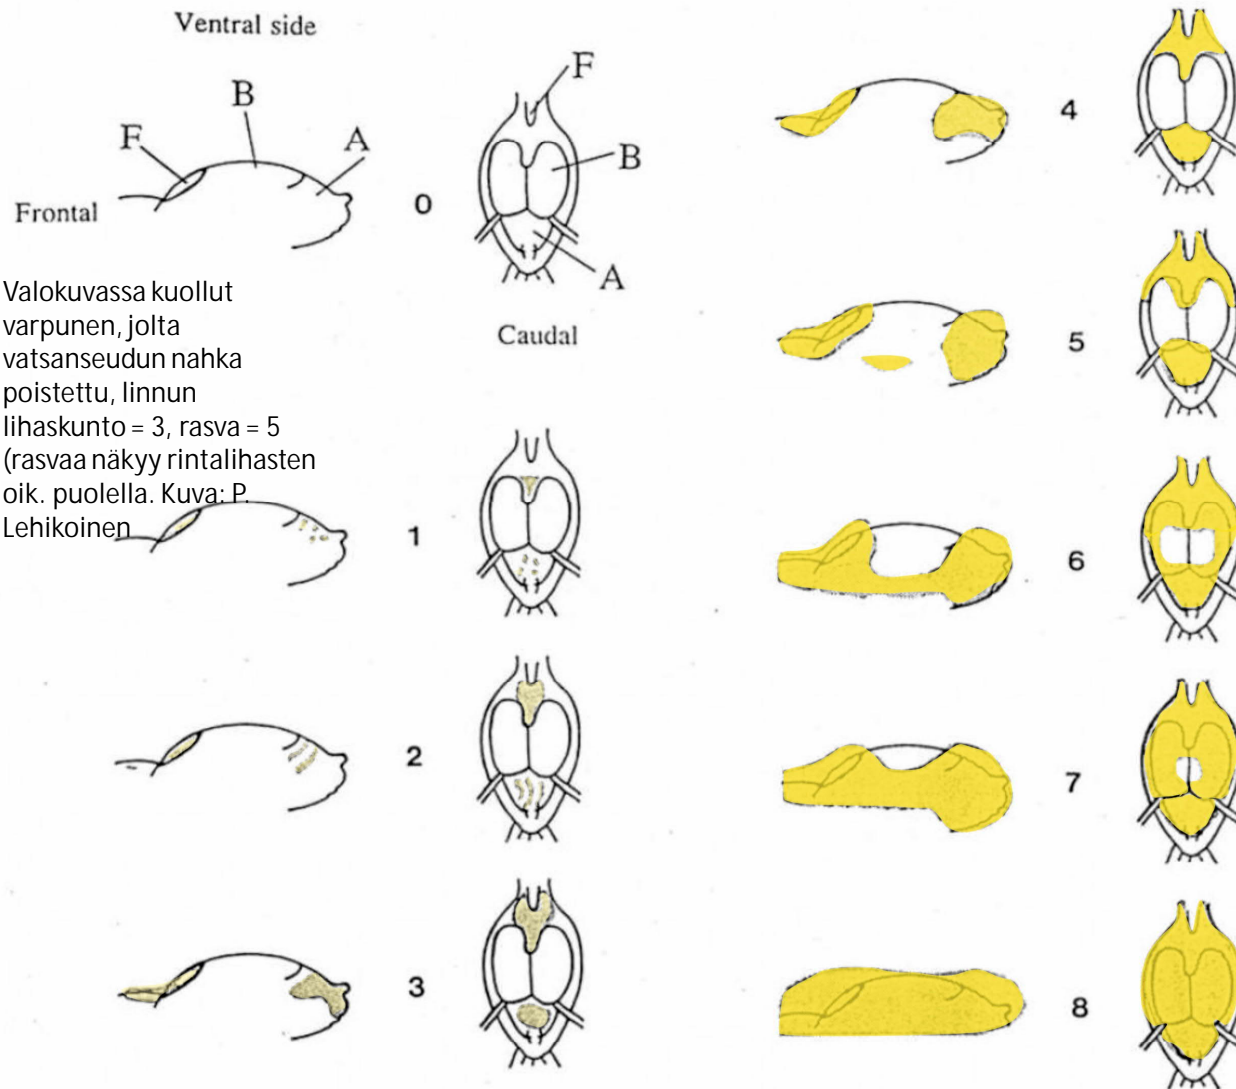 Ventral side
F
B
A
Frontal
0
F
B
A
Caudal
Valokuvassa kuollut
varpunen, jolta
vatsanseudun nahka
poistettu, linnun
lihaskunto = 3, rasva = 5
(rasvaa näkyy rintalihasten
oik. puolella. Kuva: P.
Lehikoinen
1
2
3
4
5
6
7
8